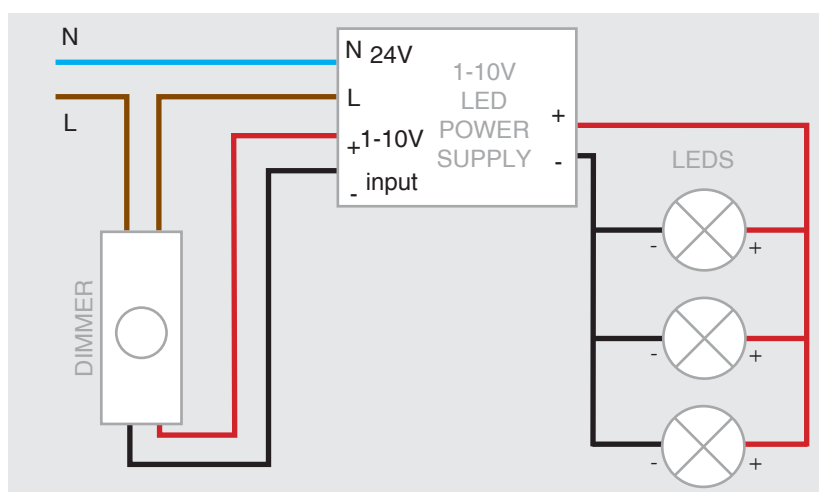 N
L
N 24V
L
+ 1-10V
- input
1-10V
LED
POWER
SUPPLY
+
-
LEDS
- +
- +
- +
DIMMER